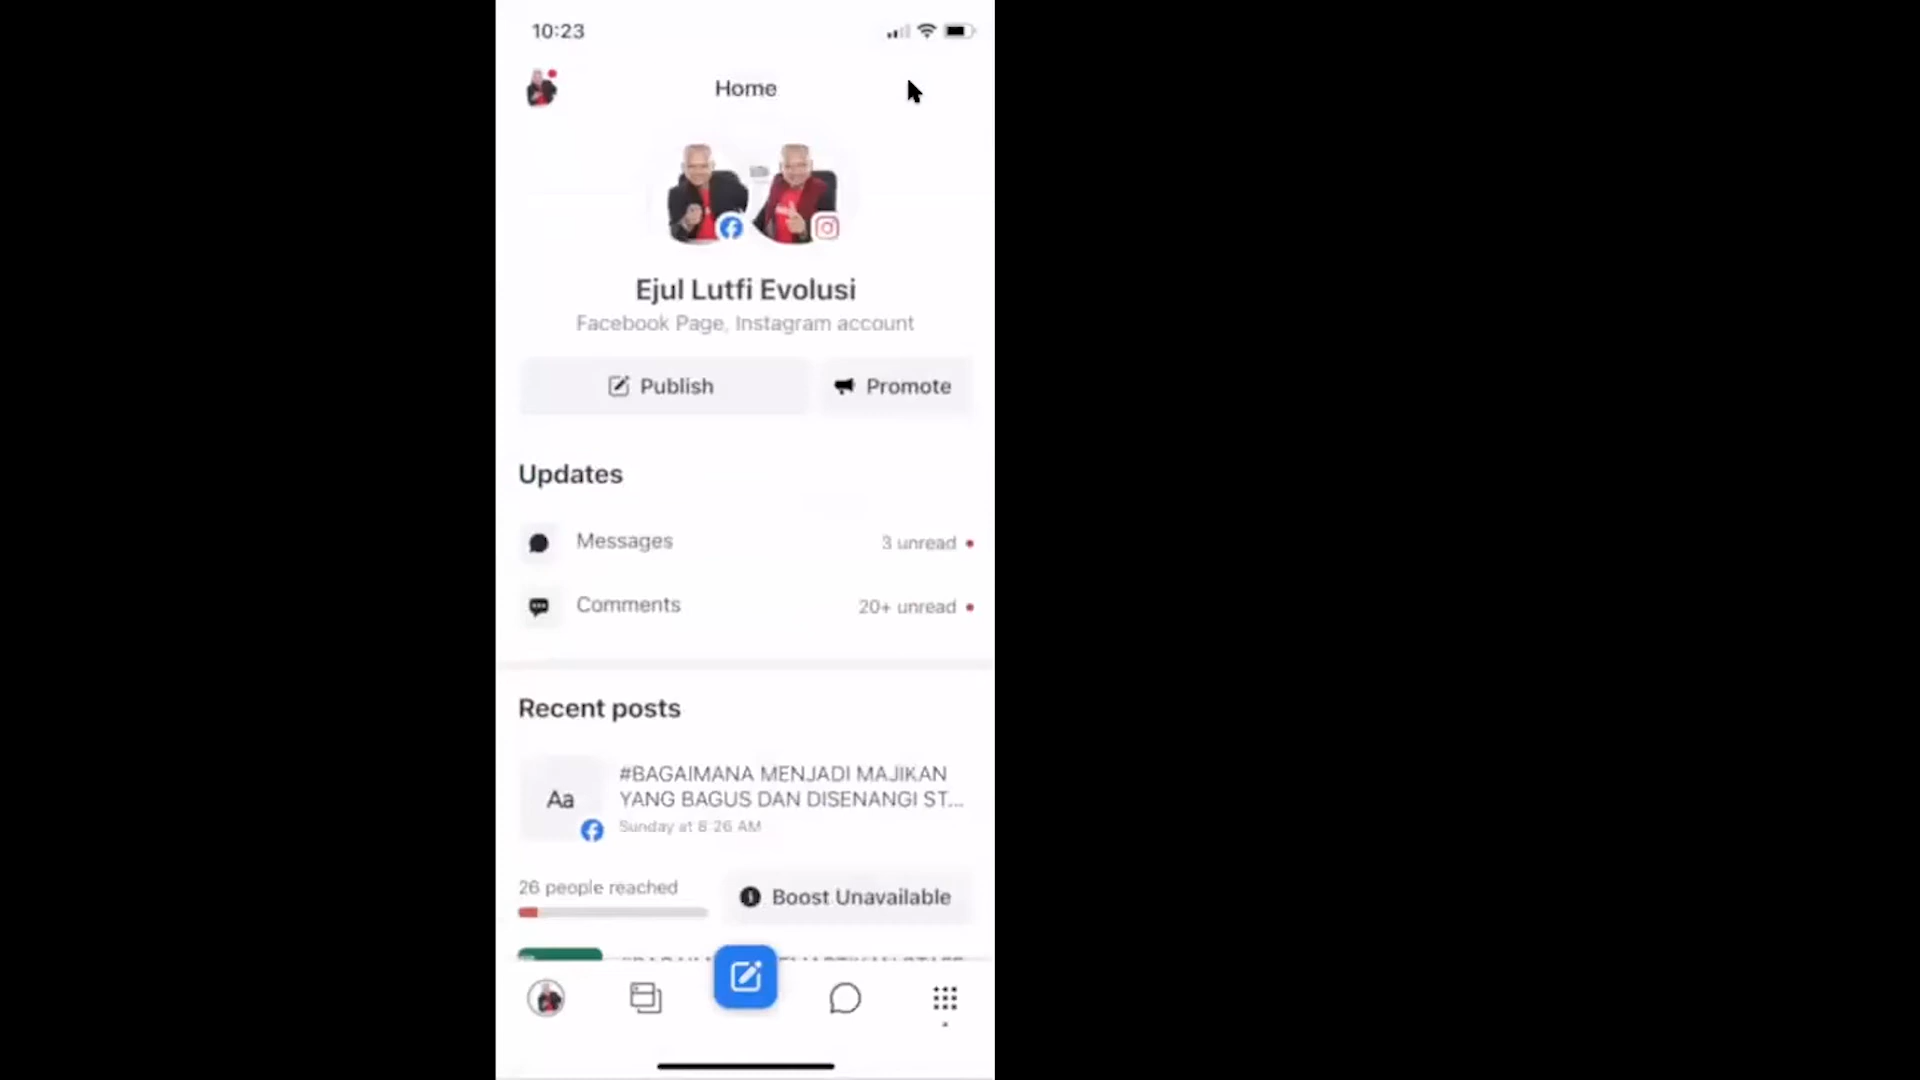 10:23
Home
Ejul Lutfi Evolusi
Facebook Page, Instagram account
Publish
Promote
Updates
Messages
3 unread
Comments
20+ unread
Recent posts
Aa
#BAGAIMANA MENJADI MAJIKAN
YANG BAGUS DAN DISENANGI ST...
Sunday at 8:26 AM
26 people reached
Boost Unavailable